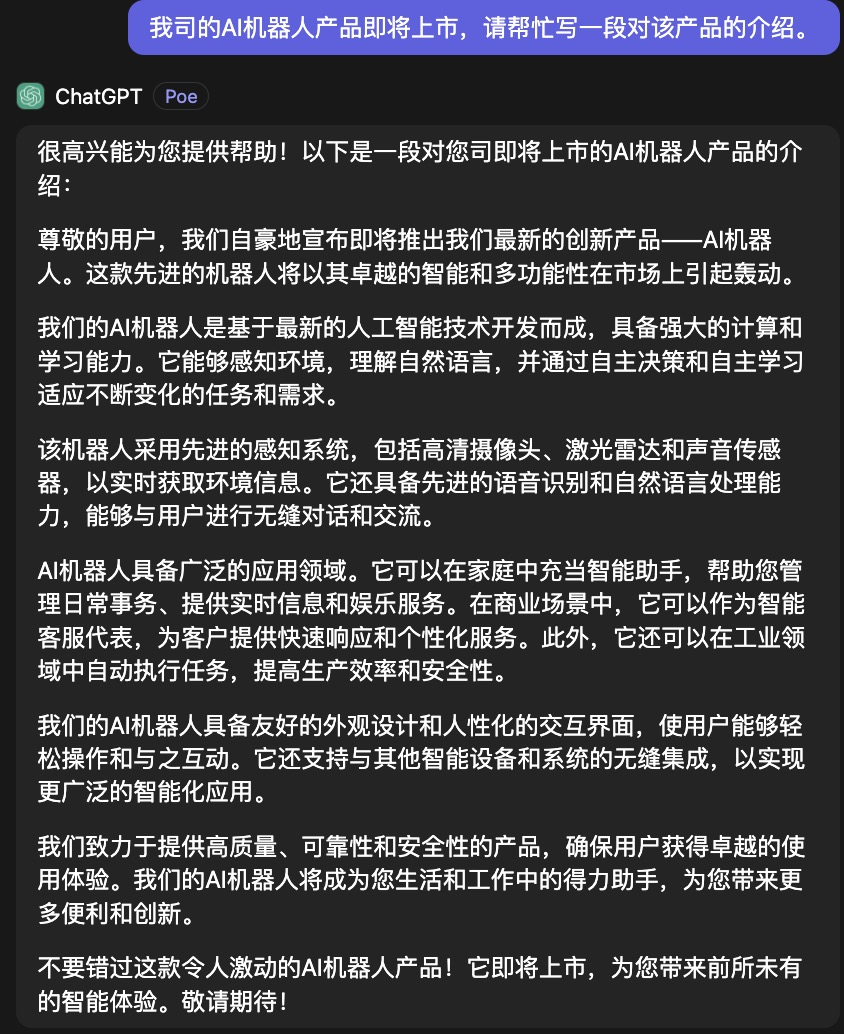 我司的AI机器人产品即将上市，请帮忙写一段对该产品的介绍。
ChatGPT Poe
很高兴能为您提供帮助！以下是一段对您司即将上市的AI机器人产品的介
绍：
尊敬的用户，我们自豪地宣布即将推出我们最新的创新产品——AI机器
人。这款先进的机器人将以其卓越的智能和多功能性在市场上引起轰动。
我们的AI机器人是基于最新的人工智能技术开发而成，具备强大的计算和
学习能力。它能够感知环境，理解自然语言，并通过自主决策和自主学习
适应不断变化的任务和需求。
该机器人采用先进的感知系统，包括高清摄像头、激光雷达和声音传感
器，以实时获取环境信息。它还具备先进的语音识别和自然语言处理能
力，能够与用户进行无缝对话和交流。
AI机器人具备广泛的应用领域。它可以在家庭中充当智能助手，帮助您管
理日常事务、提供实时信息和娱乐服务。在商业场景中，它可以作为智能
客服代表，为客户提供快速响应和个性化服务。此外，它还可以在工业领
域中自动执行任务，提高生产效率和安全性。
我们的AI机器人具备友好的外观设计和人性化的交互界面，使用户能够轻
松操作和与之互动。它还支持与其他智能设备和系统的无缝集成，以实现
更广泛的智能化应用。
我们致力于提供高质量、可靠性和安全性的产品，确保用户获得卓越的使
用体验。我们的AI机器人将成为您生活和工作中的得力助手，为您带来更
多便利和创新。
不要错过这款令人激动的AI机器人产品！它即将上市，为您带来前所未有
的智能体验。敬请期待！